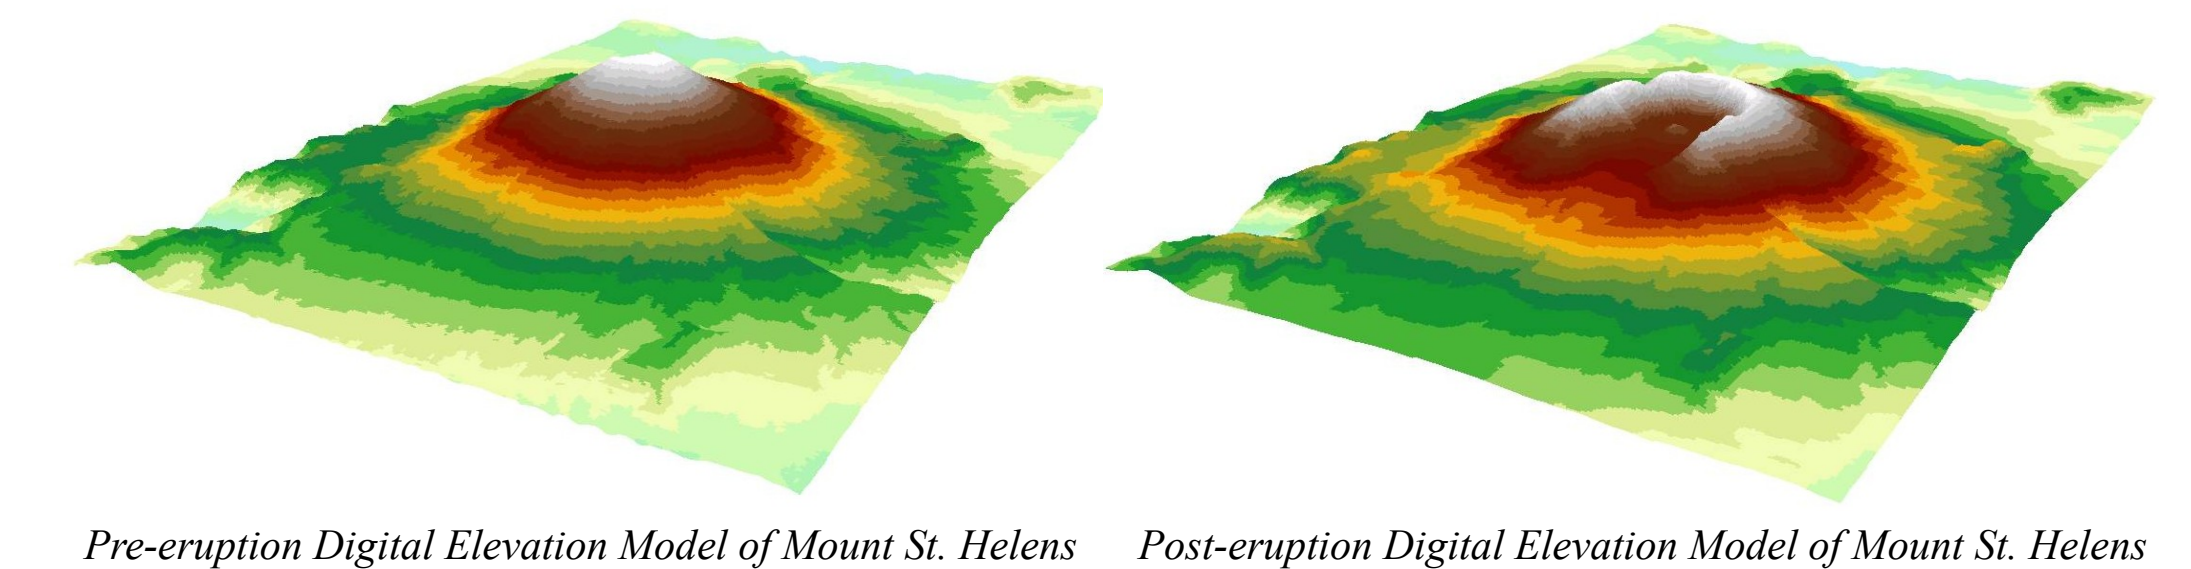 Pre-eruption Digital Elevation Model of Mount St. Helens
Post-eruption Digital Elevation Model of Mount St. Helens